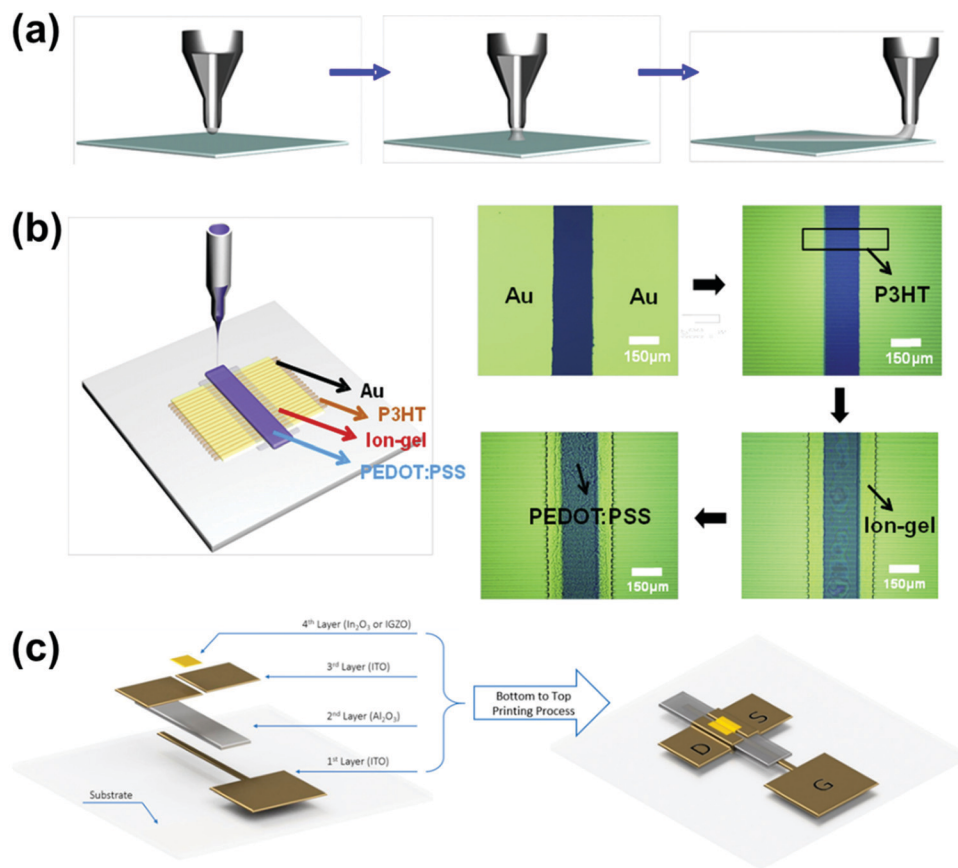 (a)
(b)
Au
P3HT
Ion-gel
PEDOT:PSS
Au
Au
150μm
P3HT
150μm
PEDOT:PSS
150μm
Ion-gel
150μm
(c)
4th Layer (In2O3 or IGZO)
3rd Layer (ITO)
2nd Layer (Al2O3)
1st Layer (ITO)
Substrate
Bottom to Top
Printing Process
S
D
G